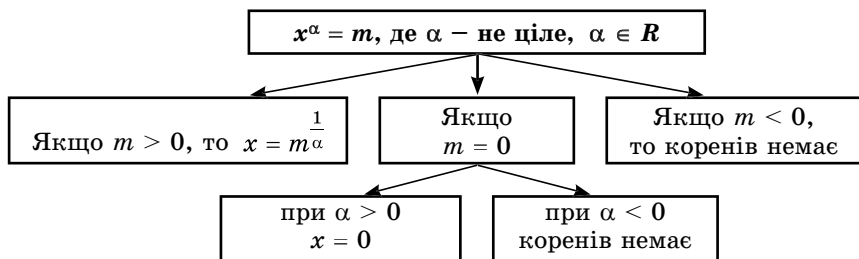 x^α = m, де α − не ціле, α ∈ R
Якщо m > 0, то x = m^(1/α)
Якщо
m = 0
Якщо m < 0,
то коренів немає
при α > 0
x = 0
при α < 0
коренів немає